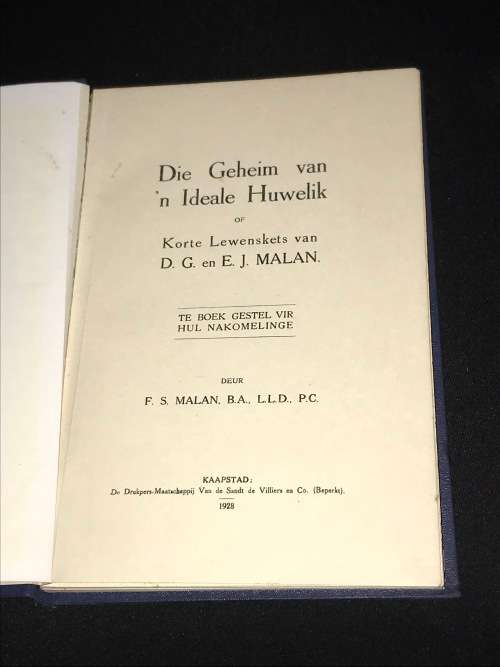 Die Geheim van
'n Ideale Huwelik
OF
Korte Lewenskets van
D. G. en E. J. MALAN.
TE BOEK GESTEL VIR
HUL NAKOMELINGE
DEUR
F. S. MALAN, B.A., L.L.D., P.C.
KAAPSTAD:
De Drukpers-Maatschappij Van de Sandt de Villiers en Co. (Beperkt).
1928